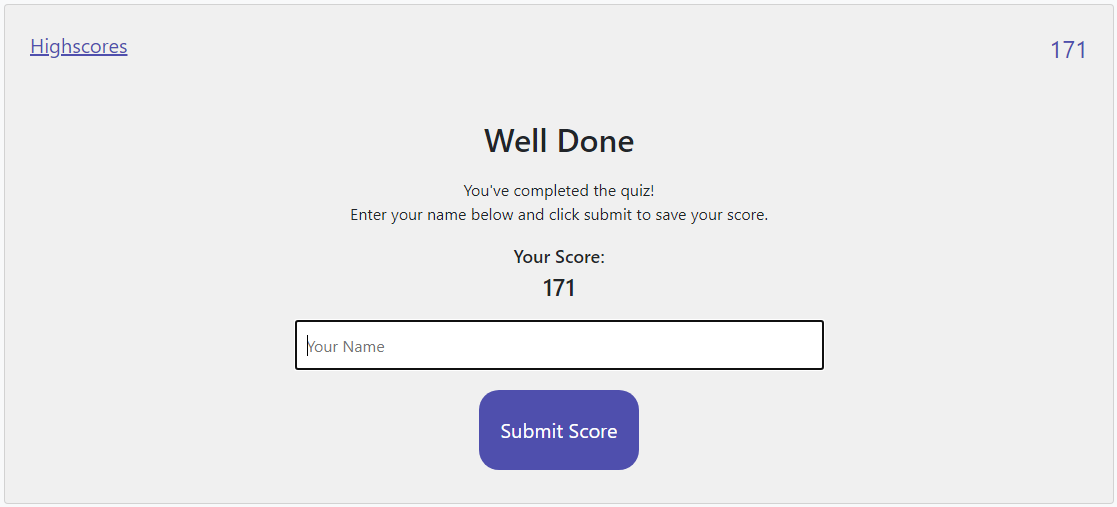 Highscores
171
Well Done
You've completed the quiz!
Enter your name below and click submit to save your score.
Your Score:
171
Your Name
Submit Score